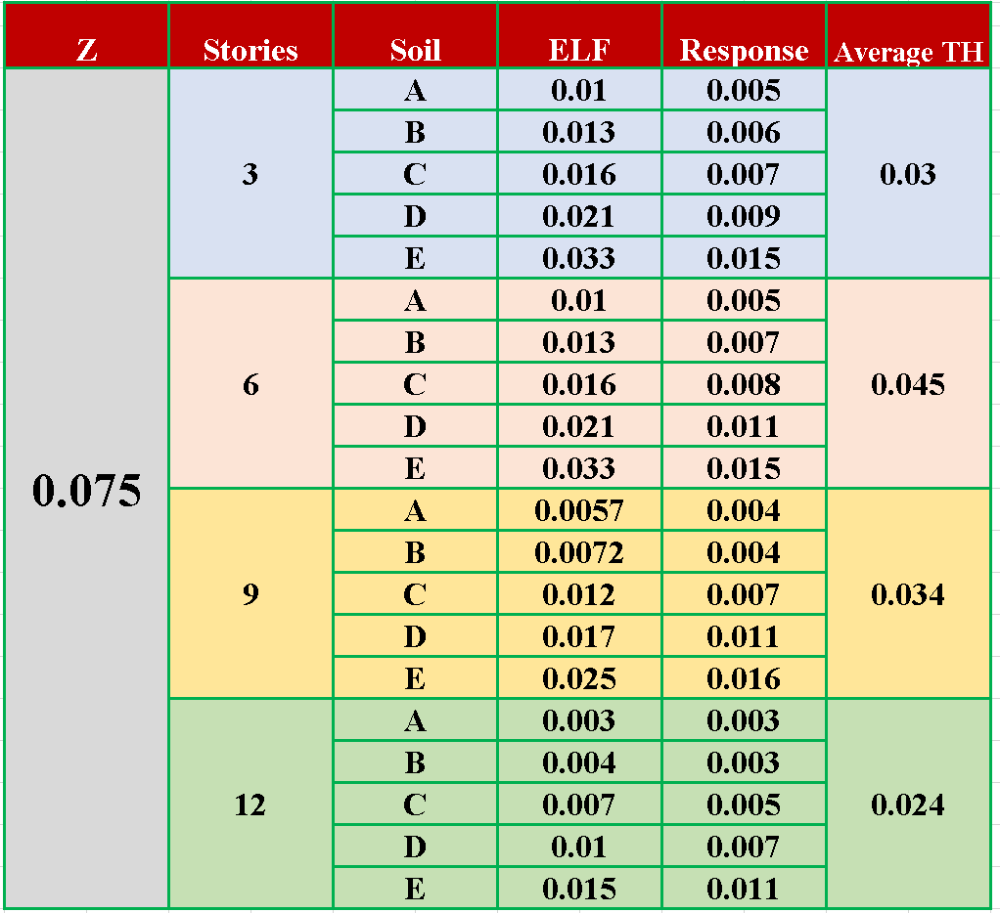 Z Stories Soil ELF Response Average TH
A 0.01 0.005
B 0.013 0.006
3 C 0.016 0.007 0.03
D 0.021 0.009
E 0.033 0.015
A 0.01 0.005
B 0.013 0.007
6 C 0.016 0.008 0.045
D 0.021 0.011
E 0.033 0.015
0.075
A 0.0057 0.004
B 0.0072 0.004
9 C 0.012 0.007 0.034
D 0.017 0.011
E 0.025 0.016
A 0.003 0.003
B 0.004 0.003
12 C 0.007 0.005 0.024
D 0.01 0.007
E 0.015 0.011